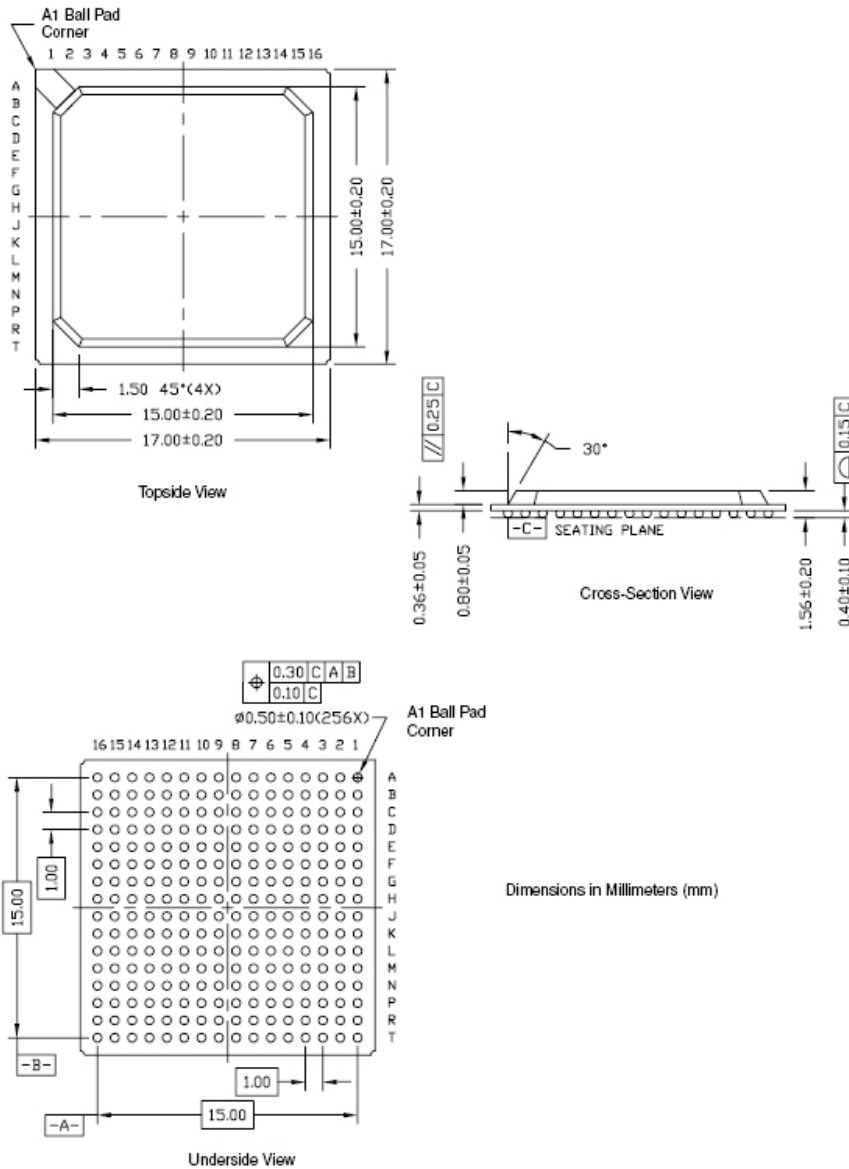 A1 Ball Pad
Corner
1 2 3 4 5 6 7 8 9 10 11 12 13 14 15 16
A
B
C
D
E
F
G
H
J
K
L
M
N
P
R
T
15.00±0.20
17.00±0.20
1.50 45°(4X)
15.00±0.20
17.00±0.20
Topside View
// 0.25 C
30°
0.15 C
-C- SEATING PLANE
0.36±0.05
0.80±0.05
Cross-Section View
1.56±0.20
0.40±0.10
⌖ 0.30 C A B
0.10 C
ø0.50±0.10(256X)
A1 Ball Pad
Corner
16 15 14 13 12 11 10 9 8 7 6 5 4 3 2 1
A
B
C
D
E
F
G
H
J
K
L
M
N
P
R
T
1.00
15.00
Dimensions in Millimeters (mm)
-B-
1.00
15.00
-A-
Underside View